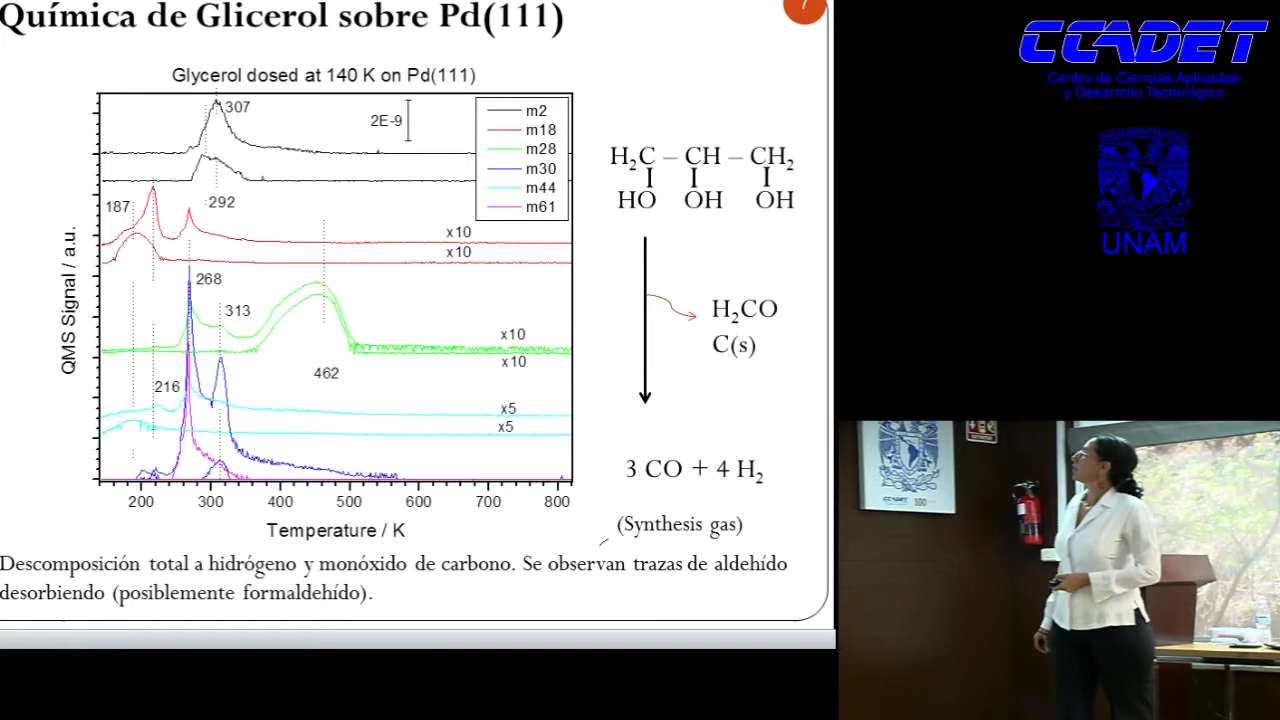 Química de Glicerol sobre Pd(111)
7
Glycerol dosed at 140 K on Pd(111)
307
2E-9
m2
m18
m28
m30
m44
m61
187
292
x10
x10
268
313
x10
x10
462
216
x5
x5
QMS Signal / a.u.
200 300 400 500 600 700 800
Temperature / K
H₂C – CH – CH₂
HO OH OH
H₂CO
C(s)
3 CO + 4 H₂
(Synthesis gas)
Descomposición total a hidrógeno y monóxido de carbono. Se observan trazas de aldehído
desorbiendo (posiblemente formaldehído).
CCADET
Centro de Ciencias Aplicadas
y Desarrollo Tecnológico
UNAM
CCADET